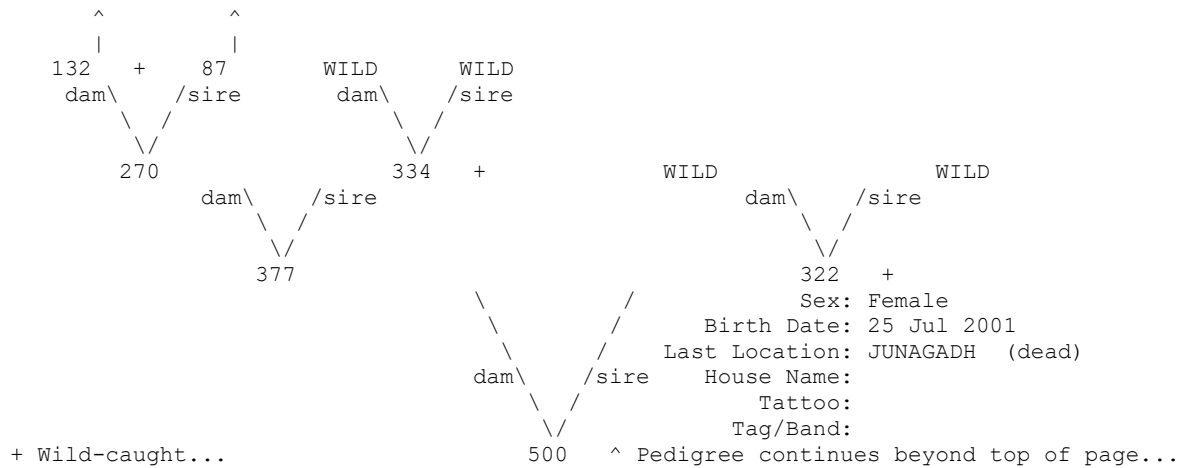 ^ ^
| |
132 + 87 WILD WILD
dam\ /sire dam\ /sire
\ / \ /
\/ \/
270 334 + WILD WILD
dam\ /sire dam\ /sire
\ / \ /
\/ \/
377 322 +
\ / Sex: Female
\ / Birth Date: 25 Jul 2001
\ / Last Location: JUNAGADH (dead)
dam\ /sire House Name:
\ / Tattoo:
\/ Tag/Band:
+ Wild-caught... 500 ^ Pedigree continues beyond top of page...